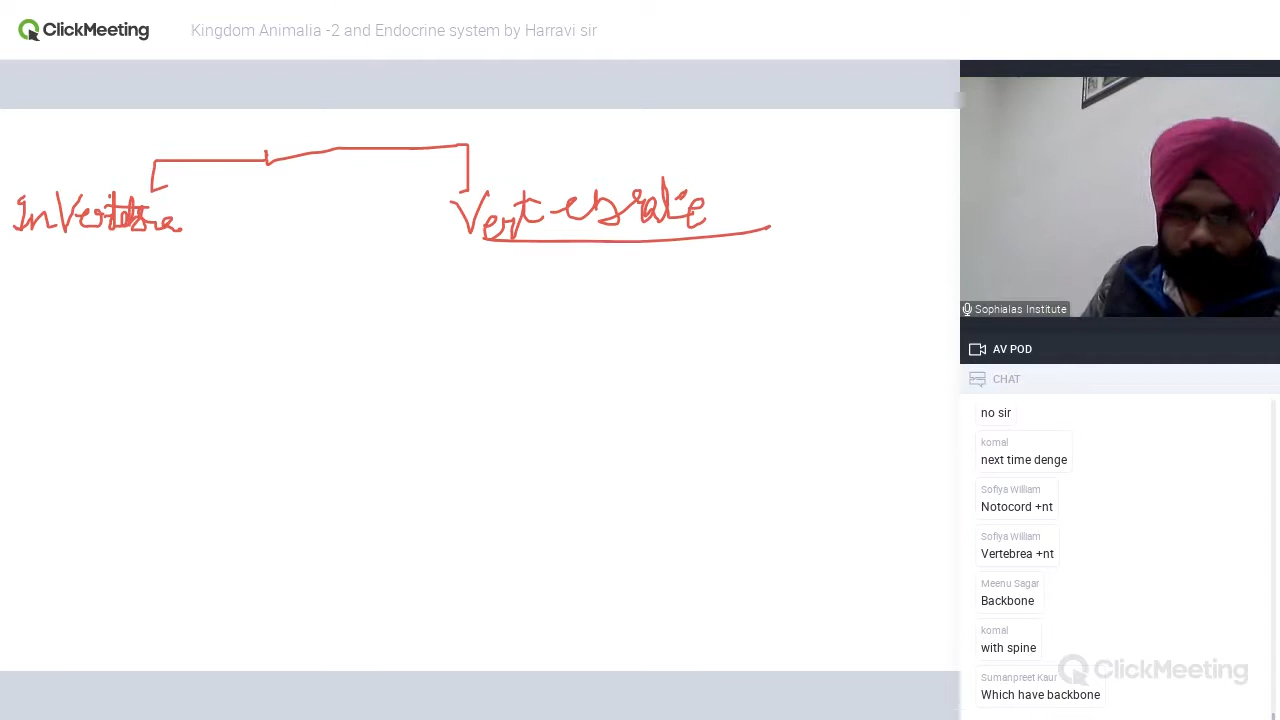 ClickMeeting
Kingdom Animalia -2 and Endocrine system by Harravi sir
Vertebrate
Sophialas Institute
AV POD
CHAT
no sir
komal
next time denge
Sofiya William
Notocord +nt
Sofiya William
Vertebrea +nt
Meenu Sagar
Backbone
komal
with spine
Sumanpreet Kaur
Which have backbone
ClickMeeting